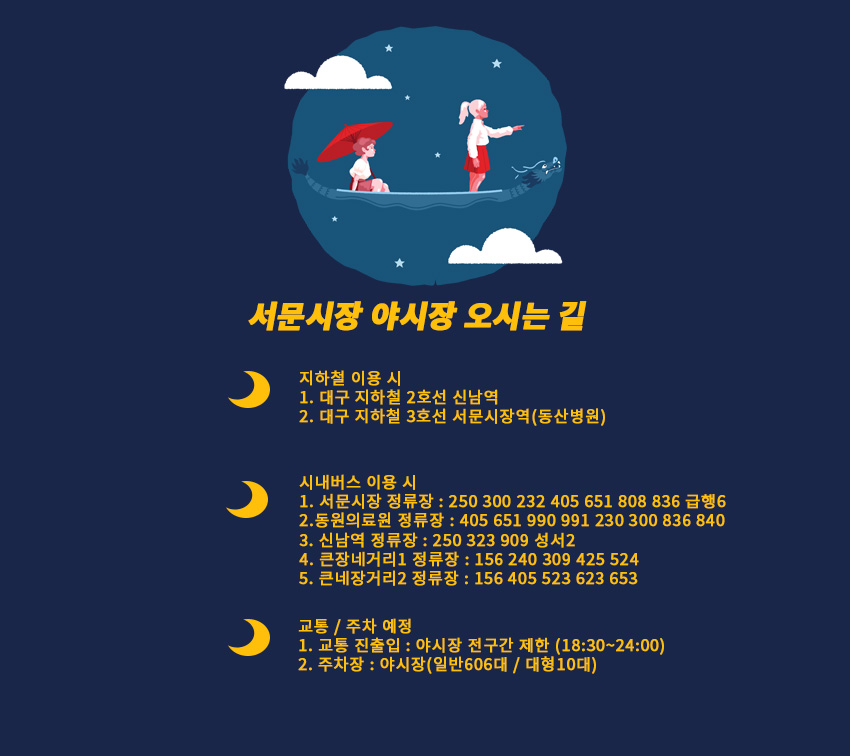 서문시장 야시장 오시는 길
지하철 이용 시
1. 대구 지하철 2호선 신남역
2. 대구 지하철 3호선 서문시장역(동산병원)
시내버스 이용 시
1. 서문시장 정류장 : 250 300 232 405 651 808 836 급행6
2.동원의료원 정류장 : 405 651 990 991 230 300 836 840
3. 신남역 정류장 : 250 323 909 성서2
4. 큰장네거리1 정류장 : 156 240 309 425 524
5. 큰네장거리2 정류장 : 156 405 523 623 653
교통 / 주차 예정
1. 교통 진출입 : 야시장 전구간 제한 (18:30~24:00)
2. 주차장 : 야시장(일반606대 / 대형10대)